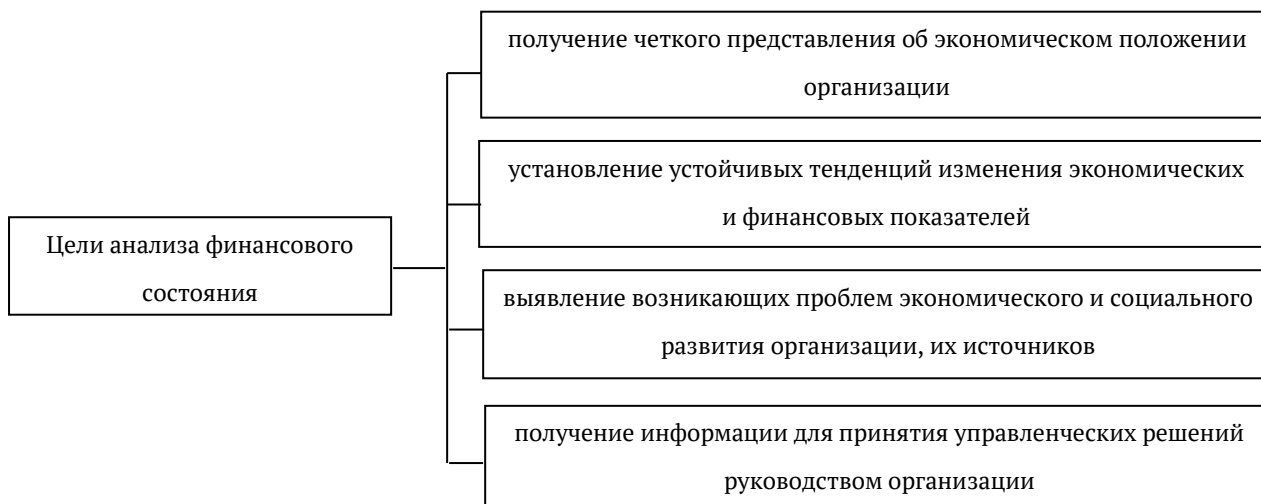 получение четкого представления об экономическом положении
организации
установление устойчивых тенденций изменения экономических
и финансовых показателей
Цели анализа финансового
состояния
выявление возникающих проблем экономического и социального
развития организации, их источников
получение информации для принятия управленческих решений
руководством организации